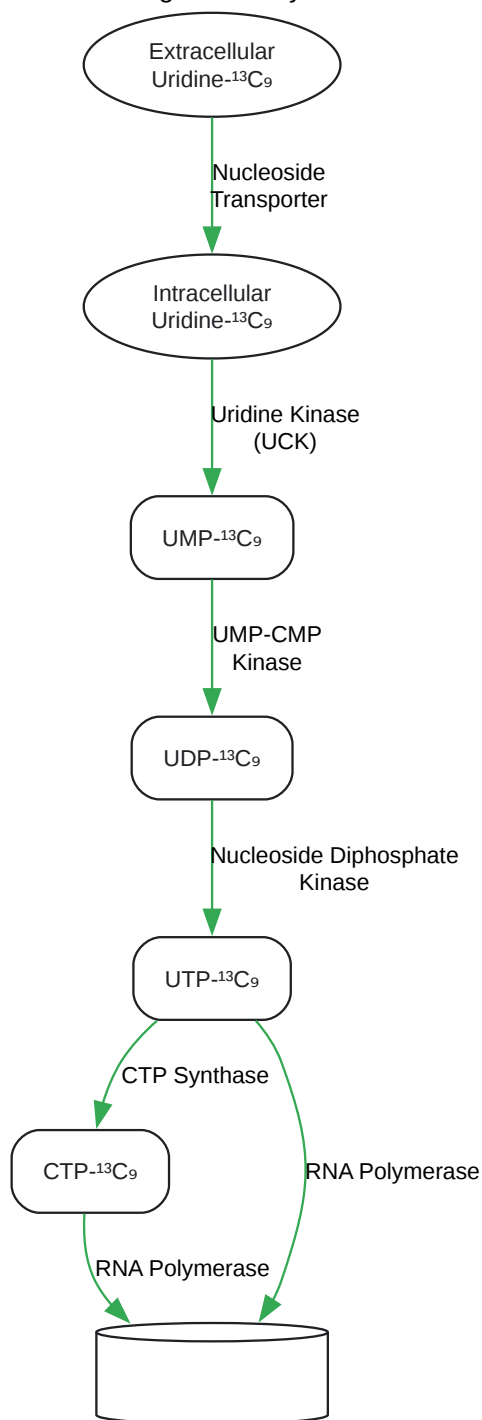 Extracellular
Uridine-¹³C₉
Nucleoside
Transporter
Intracellular
Uridine-¹³C₉
Uridine Kinase
(UCK)
UMP-¹³C₉
UMP-CMP
Kinase
UDP-¹³C₉
Nucleoside Diphosphate
Kinase
UTP-¹³C₉
CTP Synthase
CTP-¹³C₉
RNA Polymerase
RNA Polymerase